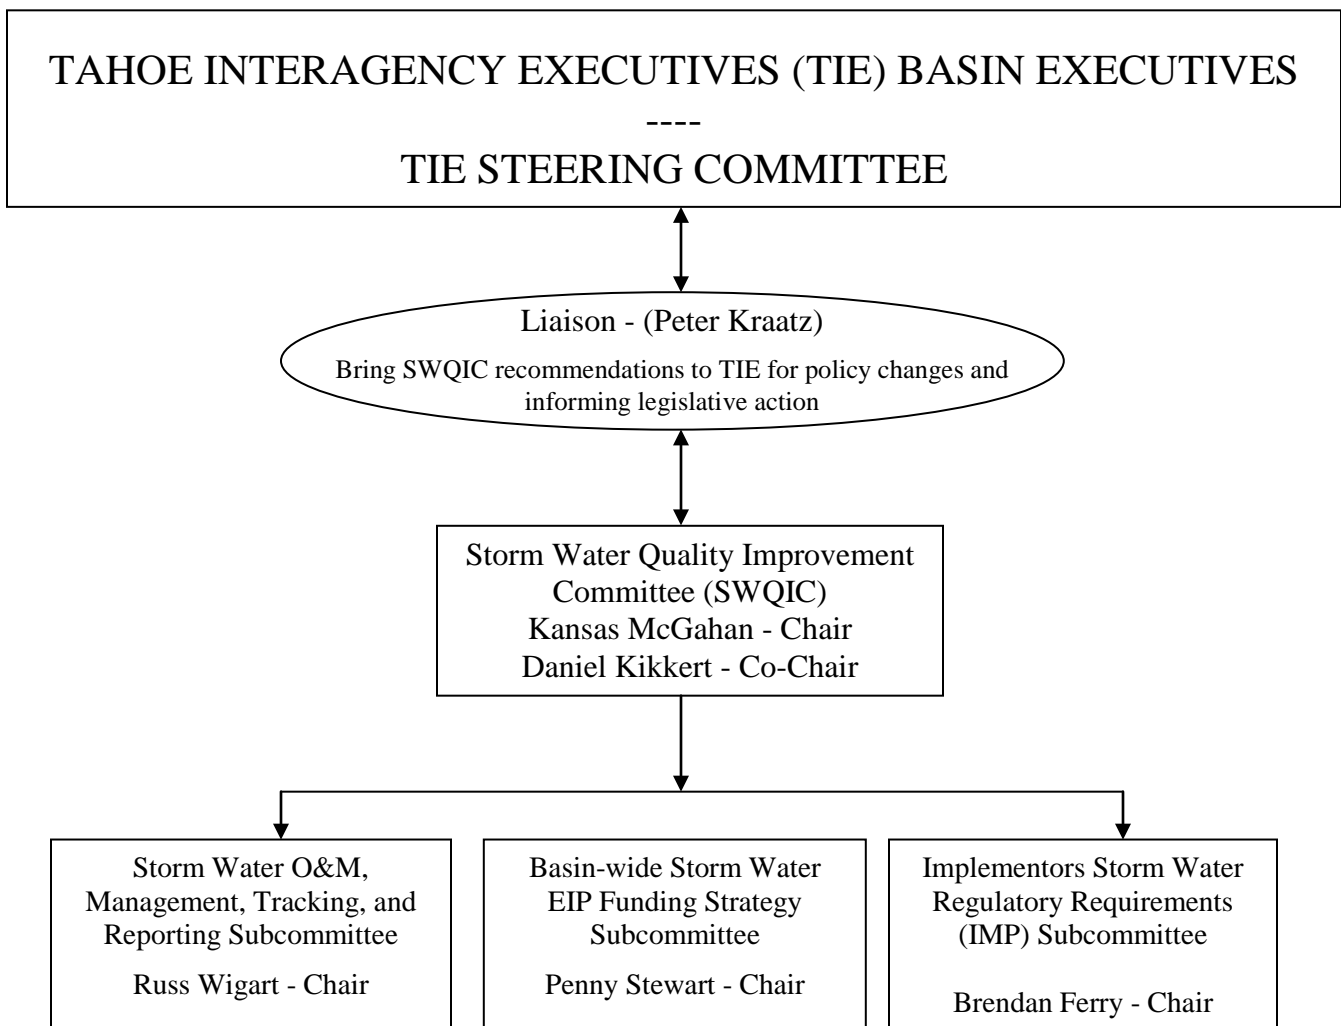 TAHOE INTERAGENCY EXECUTIVES (TIE) BASIN EXECUTIVES
----
TIE STEERING COMMITTEE
Liaison - (Peter Kraatz)
Bring SWQIC recommendations to TIE for policy changes and
informing legislative action
Storm Water Quality Improvement
Committee (SWQIC)
Kansas McGahan - Chair
Daniel Kikkert - Co-Chair
Storm Water O&M,
Management, Tracking, and
Reporting Subcommittee
Russ Wigart - Chair
Basin-wide Storm Water
EIP Funding Strategy
Subcommittee
Penny Stewart - Chair
Implementors Storm Water
Regulatory Requirements
(IMP) Subcommittee
Brendan Ferry - Chair